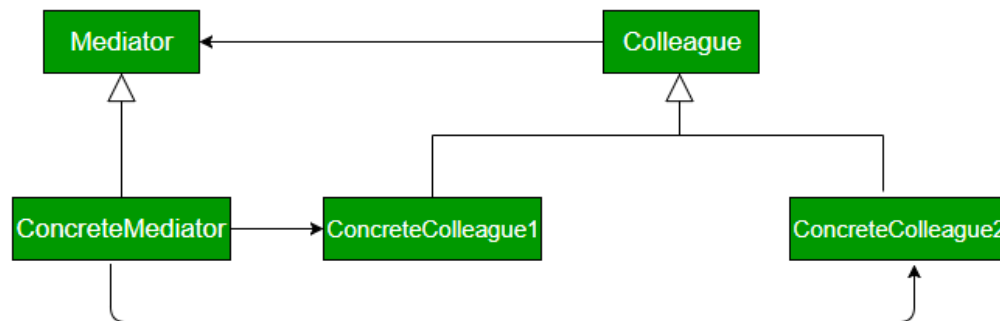 Mediator
Colleague
ConcreteMediator
ConcreteColleague1
ConcreteColleague2